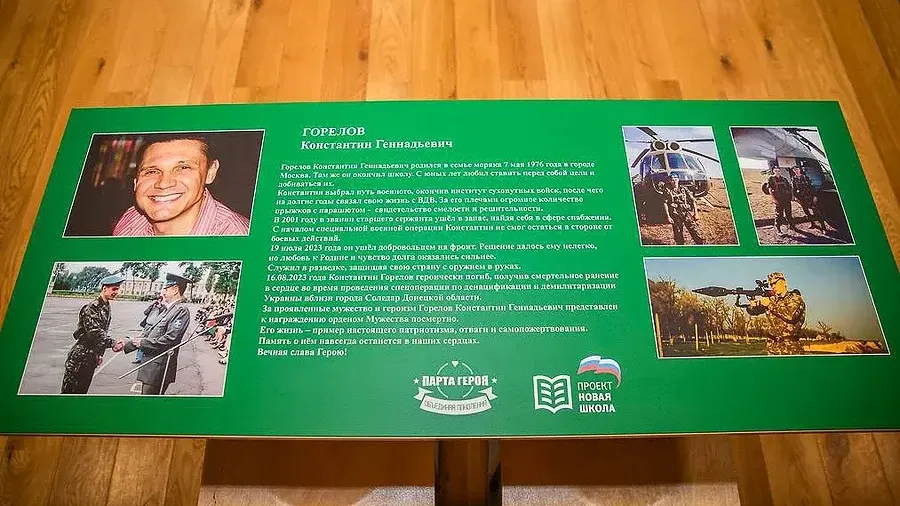 ГОРЕЛОВ
Константин Геннадьевич
Горелов Константин Геннадьевич родился в семье моряка 7 мая 1976 года в городе
Москва. Там же он окончил школу. С юных лет любил ставить перед собой цели и
добиваться их.
Константин выбрал путь военного, окончив институт сухопутных войск, после чего
на долгие годы связал свою жизнь с ВДВ. За его плечами огромное количество
прыжков с парашютом – свидетельство смелости и решительности.
В 2001 году в звании старшего сержанта ушёл в запас, найдя себя в сфере снабжения.
С началом специальной военной операции Константин не смог остаться в стороне от
боевых действий.
19 июля 2023 года он ушёл добровольцем на фронт. Решение далось ему нелегко,
но любовь к Родине и чувство долга оказались сильнее.
Служил в разведке, защищая свою страну с оружием в руках.
16.08.2023 года Константин Горелов героически погиб, получив смертельное ранение
в сердце во время проведения спецоперации по денацификации и демилитаризации
Украины вблизи города Соледар Донецкой области.
За проявленные мужество и героизм Горелов Константин Геннадьевич представлен
к награждению орденом Мужества посмертно.
Его жизнь – пример настоящего патриотизма, отваги и самопожертвования.
Память о нём навсегда останется в наших сердцах.
Вечная слава Герою!
ПАРТА ГЕРОЯ
ОБЪЕДИНЯЯ ПОКОЛЕНИЯ
ПРОЕКТ
НОВАЯ
ШКОЛА